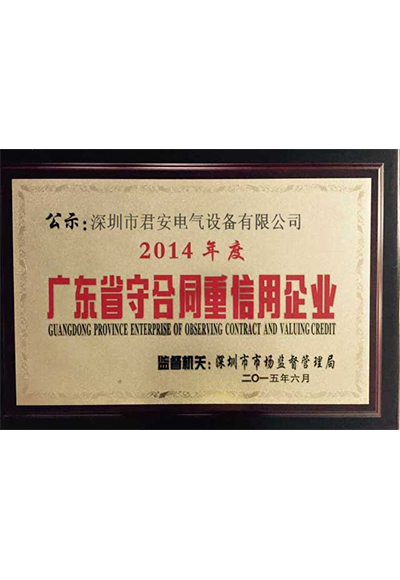 公示：深圳市君安电气设备有限公司
2014年度
广东省守合同重信用企业
GUANGDONG PROVINCE ENTERPRISE OF OBSERVING CONTRACT AND VALUING CREDIT
监督机关：深圳市市场监督管理局
二〇一五年六月